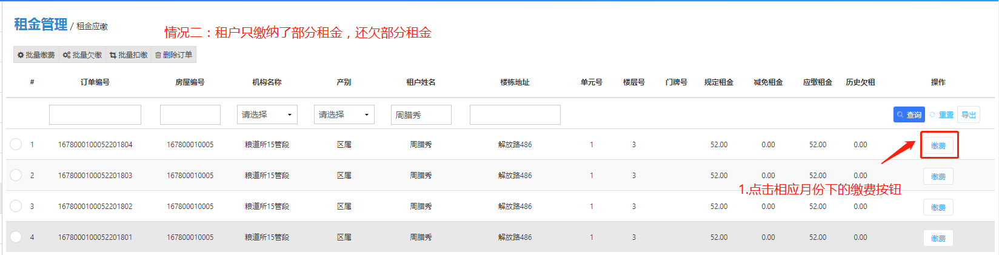 租金管理 / 租金应缴
情况二：租户只缴纳了部分租金，还欠部分租金
批量缴费 批量欠缴 批量扣缴 删除订单
# 订单编号 房屋编号 机构名称 产别 租户姓名 楼栋地址 单元号 楼层号 门牌号 规定租金 减免租金 应缴租金 历史欠租 操作
请选择 请选择 周腊秀 查询 重置 导出
1 1678000100052201804 167800010005 粮道所15管段 区属 周腊秀 解放路486 1 3 52.00 0.00 52.00 0.00 缴费
2 1678000100052201803 167800010005 粮道所15管段 区属 周腊秀 解放路486 1 3 52.00 0.00 52.00 0.00 缴费
1.点击相应月份下的缴费按钮
3 1678000100052201802 167800010005 粮道所15管段 区属 周腊秀 解放路486 1 3 52.00 0.00 52.00 0.00 缴费
4 1678000100052201801 167800010005 粮道所15管段 区属 周腊秀 解放路486 1 3 52.00 0.00 52.00 0.00 缴费